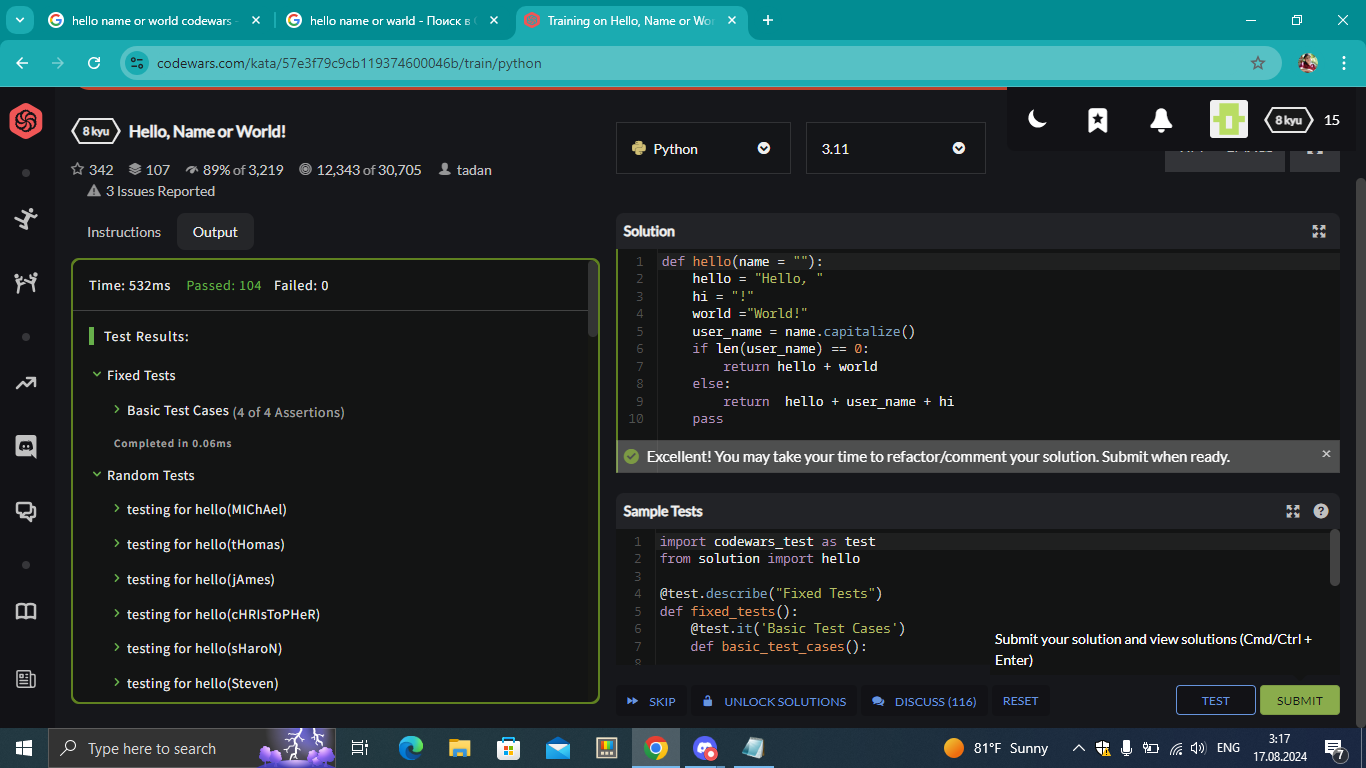 hello name or world codewars -
hello name or warld - Поиск в
Training on Hello, Name or Wor
codewars.com/kata/57e3f79c9cb119374600046b/train/python
8 kyu
Hello, Name or World!
342 107 89% of 3,219 12,343 of 30,705 tadan
3 Issues Reported
Python
3.11
8 kyu
15
Instructions
Output
Time: 532ms Passed: 104 Failed: 0
Test Results:
Fixed Tests
Basic Test Cases (4 of 4 Assertions)
Completed in 0.06ms
Random Tests
testing for hello(MIChAel)
testing for hello(tHomas)
testing for hello(jAmes)
testing for hello(cHRIsToPHeR)
testing for hello(sHaroN)
testing for hello(Steven)
Solution
1 def hello(name = ""):
2 hello = "Hello, "
3 hi = "!"
4 world ="World!"
5 user_name = name.capitalize()
6 if len(user_name) == 0:
7 return hello + world
8 else:
9 return  hello + user_name + hi
10 pass
Excellent! You may take your time to refactor/comment your solution. Submit when ready.
Sample Tests
1 import codewars_test as test
2 from solution import hello
3
4 @test.describe("Fixed Tests")
5 def fixed_tests():
6 @test.it('Basic Test Cases')
7 def basic_test_cases():
8
Submit your solution and view solutions (Cmd/Ctrl +
Enter)
SKIP
UNLOCK SOLUTIONS
DISCUSS (116)
RESET
TEST
SUBMIT
Type here to search
81°F Sunny
ENG
3:17
17.08.2024
7